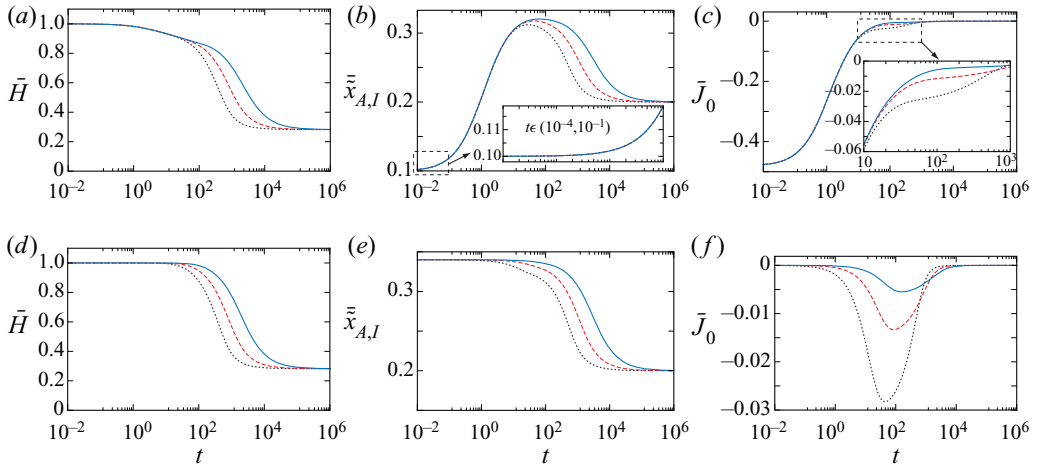 (a) (b) (c)
1.0
0.8
0.6
0.4
0.2
0
H̄
10⁻² 10⁰ 10² 10⁴ 10⁶
t
0.3
0.2
0.1
x̄̃_{A,I}
0.11
0.10
tϵ (10⁻⁴,10⁻¹)
10⁻² 10⁰ 10² 10⁴ 10⁶
t
0
−0.2
−0.4
J̄₀
0
−0.02
−0.04
−0.06
10 10² 10³
10⁻² 10⁰ 10² 10⁴ 10⁶
t
(d) (e) (f)
1.0
0.8
0.6
0.4
0.2
0
H̄
10⁻² 10⁰ 10² 10⁴ 10⁶
t
0.3
0.2
x̄̃_{A,I}
10⁻² 10⁰ 10² 10⁴ 10⁶
t
0
−0.01
−0.02
−0.03
J̄₀
10⁻² 10⁰ 10² 10⁴ 10⁶
t